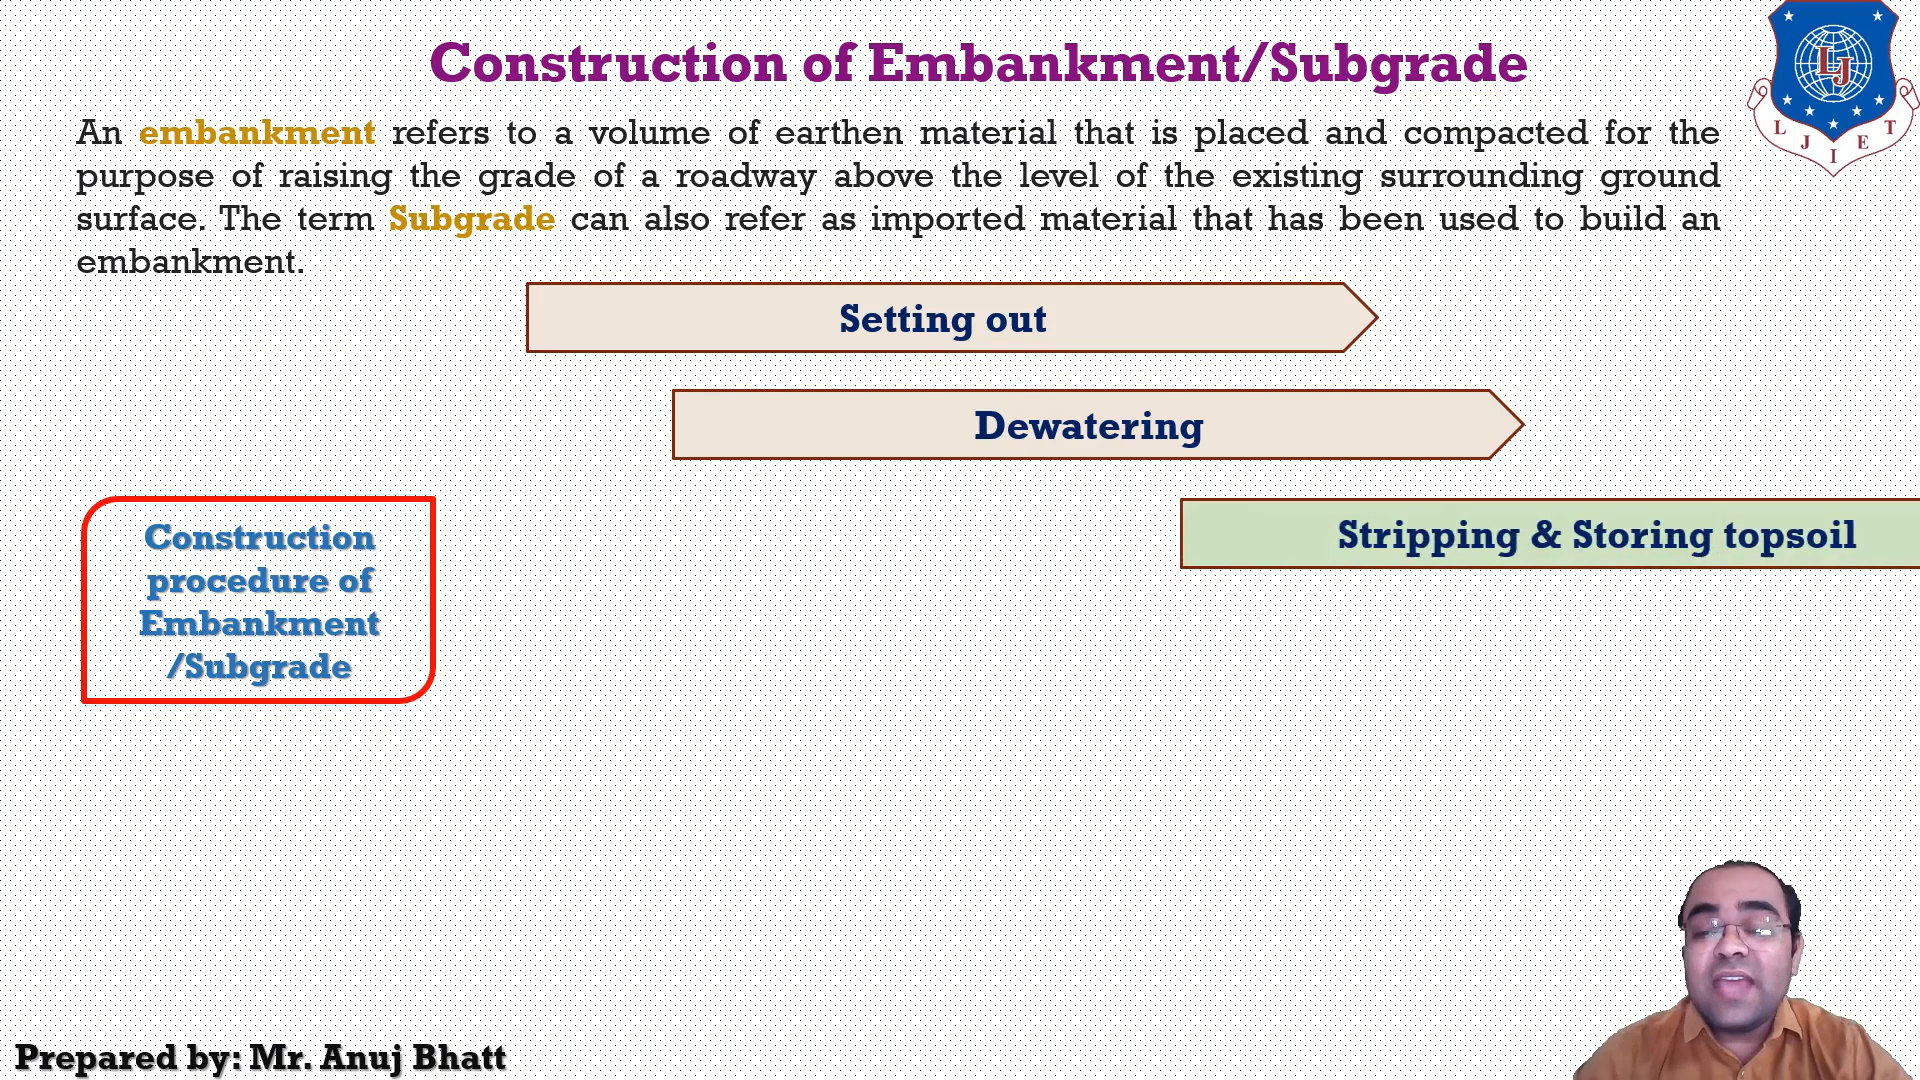 Construction of Embankment/Subgrade
An embankment refers to a volume of earthen material that is placed and compacted for the
purpose of raising the grade of a roadway above the level of the existing surrounding ground
surface. The term Subgrade can also refer as imported material that has been used to build an
embankment.
LJ
L J I E T
Setting out
Dewatering
Stripping & Storing topsoil
Construction
procedure of
Embankment
/Subgrade
Prepared by: Mr. Anuj Bhatt